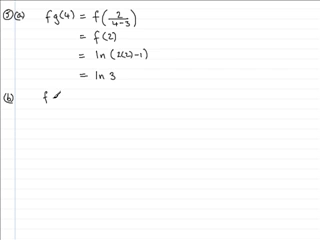 5(a) fg(4) = f(2/(4-3))
= f(2)
= ln (2(2)-1)
= ln 3
(b) f